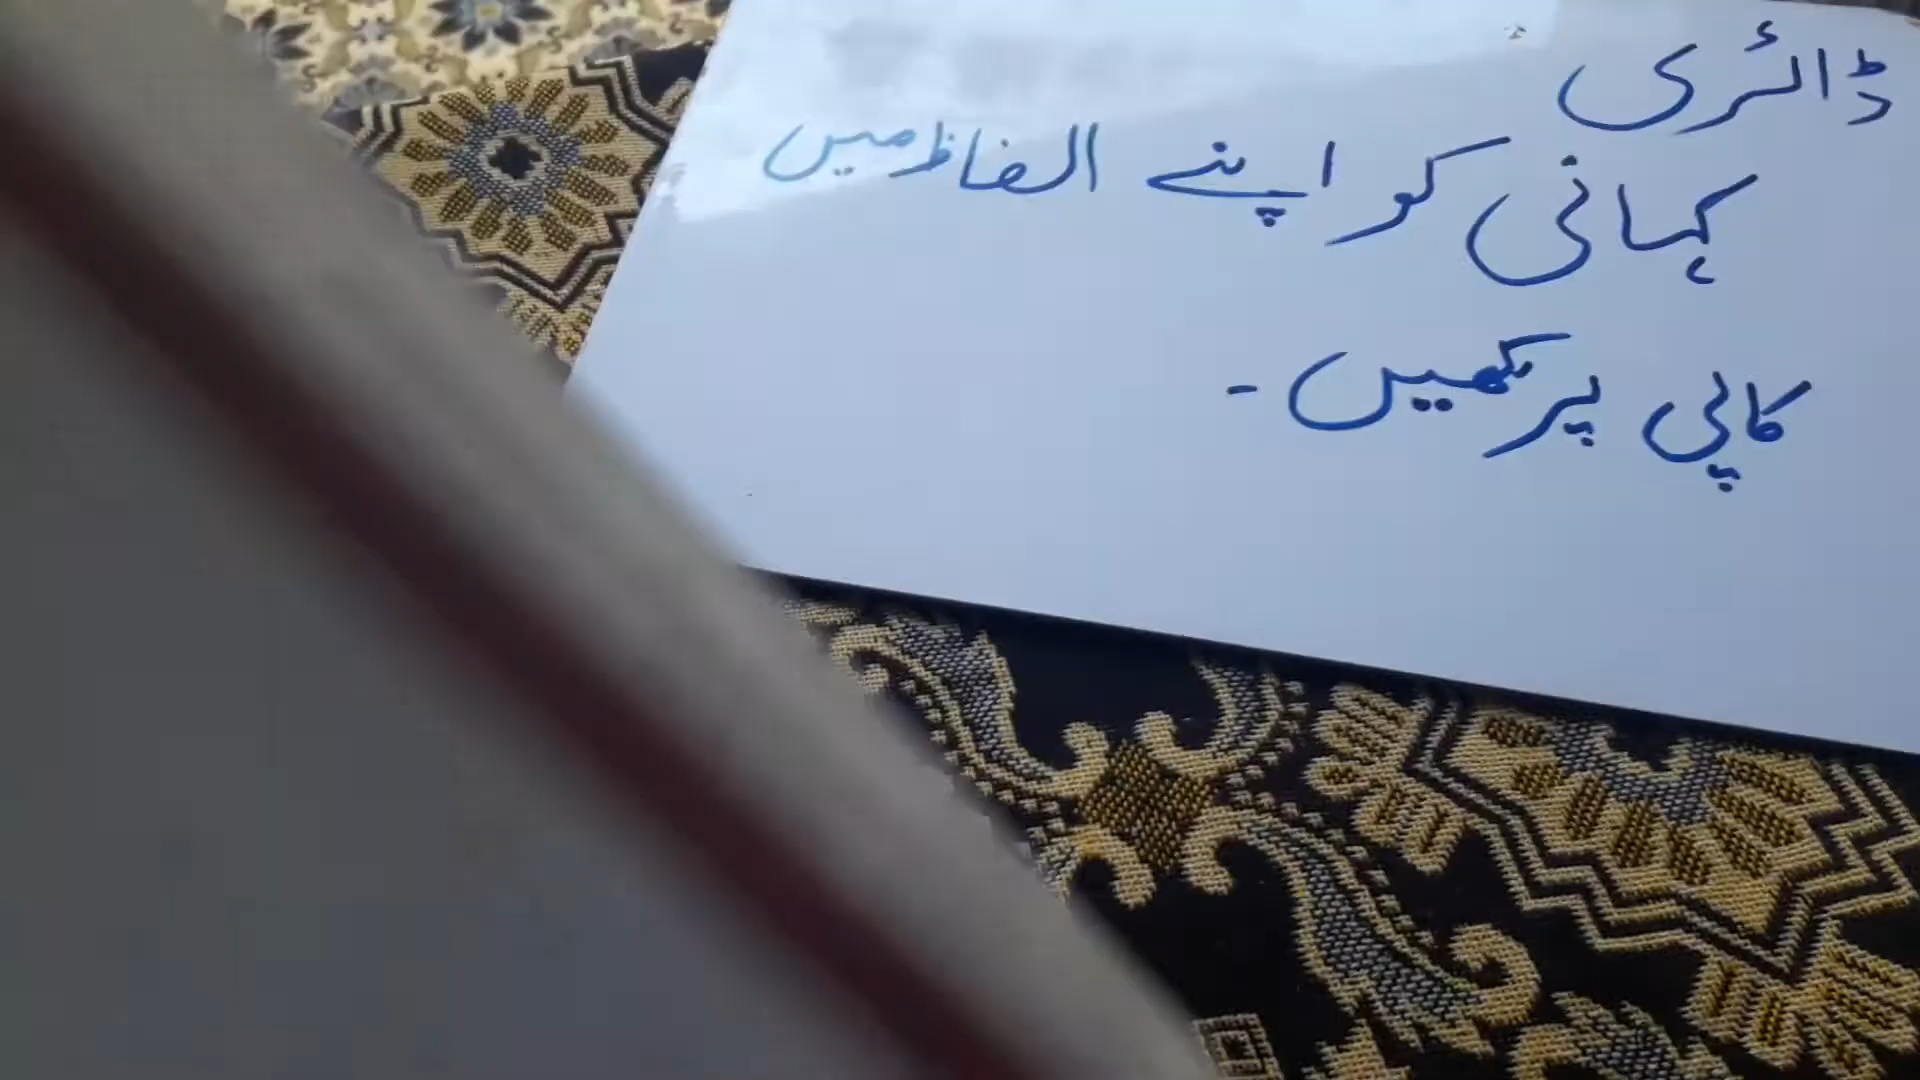 ڈائری
کہانی کو اپنے الفاظ میں
کاپی پر لکھیں۔